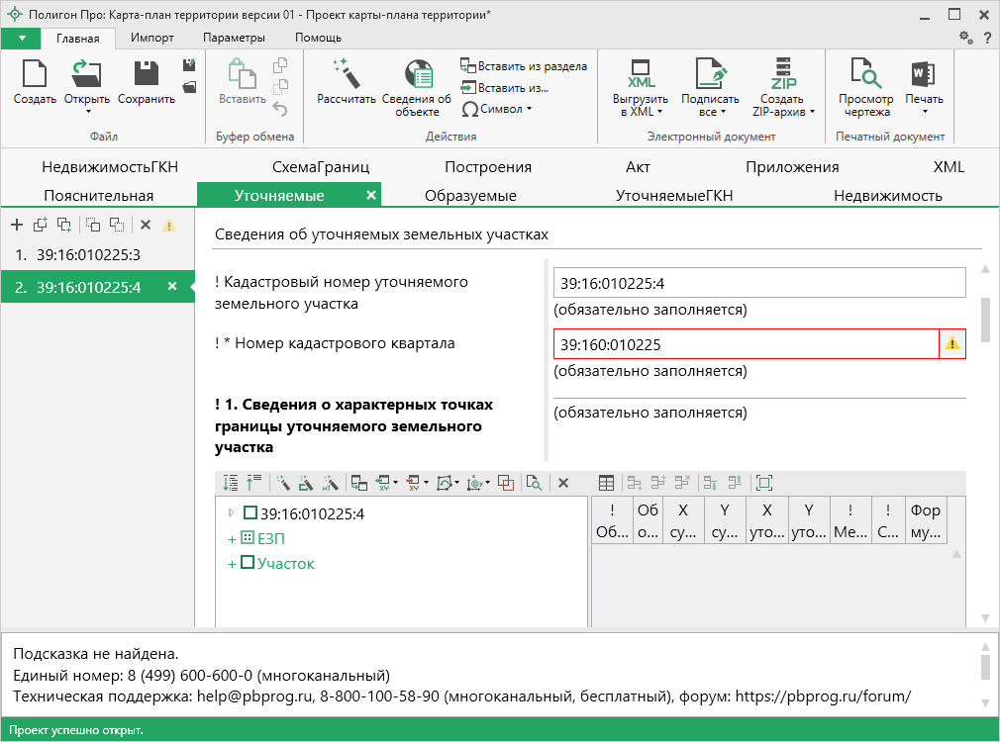 Полигон Про: Карта-план территории версии 01 - Проект карты-плана территории*
Главная Импорт Параметры Помощь ?
Создать Открыть Сохранить
Вставить
Рассчитать Сведения об объекте
Вставить из раздела
Вставить из...
Символ
XML ZIP
Выгрузить в XML Подписать все Создать ZIP-архив
Просмотр чертежа Печать
Файл Буфер обмена Действия Электронный документ Печатный документ
НедвижимостьГКН СхемаГраниц Построения Акт Приложения XML
Пояснительная Уточняемые Образуемые УточняемыеГКН Недвижимость
1. 39:16:010225:3
2. 39:16:010225:4
Сведения об уточняемых земельных участках
! Кадастровый номер уточняемого
земельного участка
39:16:010225:4
(обязательно заполняется)
! * Номер кадастрового квартала
39:160:010225
(обязательно заполняется)
! 1. Сведения о характерных точках
границы уточняемого земельного
участка
(обязательно заполняется)
39:16:010225:4
+ ЕЗП
+ Участок
! Об... Об о... X су... Y су... X уто... Y уто... ! Ме... ! С... Фор му...
Подсказка не найдена.
Единый номер: 8 (499) 600-600-0 (многоканальный)
Техническая поддержка: help@pbprog.ru, 8-800-100-58-90 (многоканальный, бесплатный), форум: https://pbprog.ru/forum/
Проект успешно открыт.